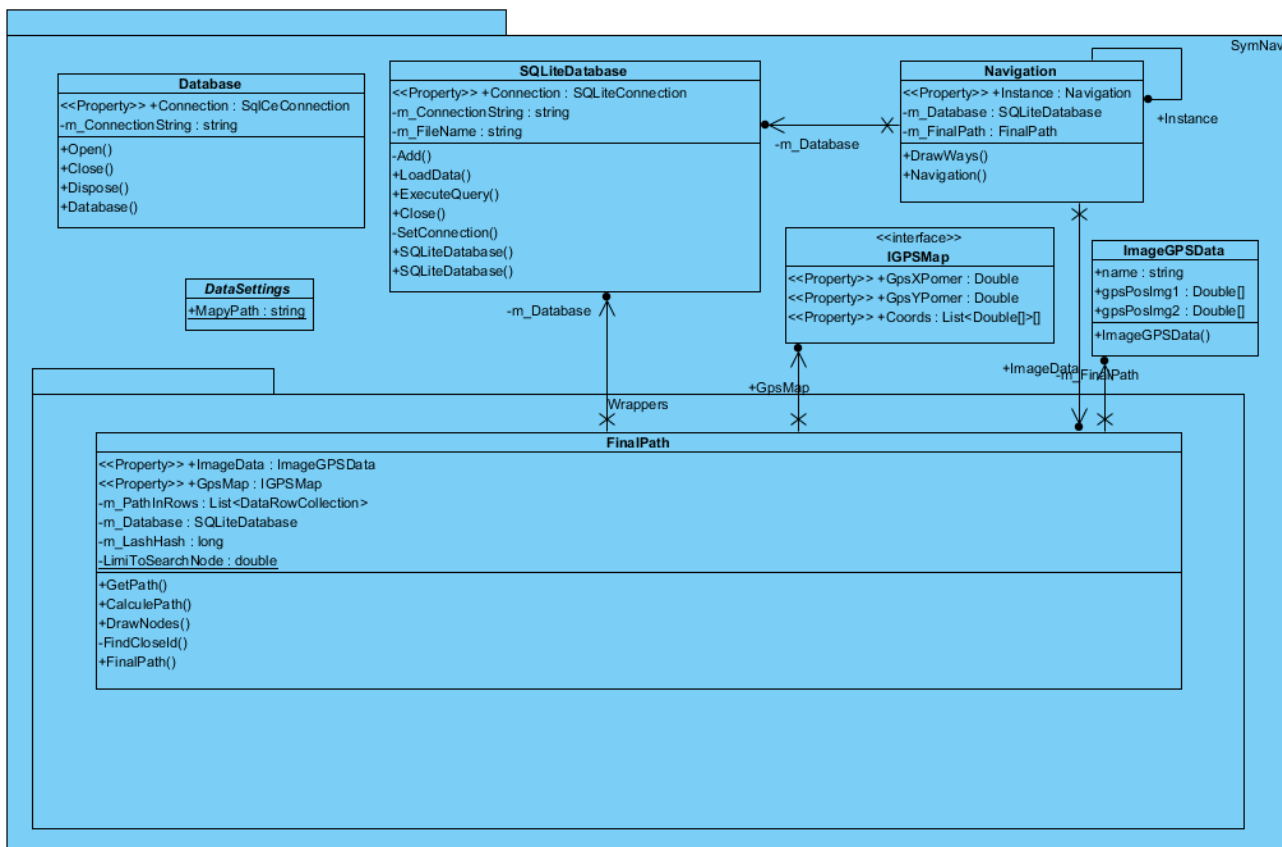 SymNav
Database
<<Property>> +Connection : SqlCeConnection
-m_ConnectionString : string
+Open()
+Close()
+Dispose()
+Database()
SQLiteDatabase
<<Property>> +Connection : SQLiteConnection
-m_ConnectionString : string
-m_FileName : string
-Add()
+LoadData()
+ExecuteQuery()
+Close()
-SetConnection()
+SQLiteDatabase()
+SQLiteDatabase()
-m_Database
Navigation
<<Property>> +Instance : Navigation
-m_Database : SQLiteDatabase
-m_FinalPath : FinalPath
+DrawWays()
+Navigation()
+Instance
DataSettings
+MapyPath : string
-m_Database
<<interface>>
IGPSMap
<<Property>> +GpsXPomer : Double
<<Property>> +GpsYPomer : Double
<<Property>> +Coords : List<Double[]>[]
ImageGPSData
+name : string
+gpsPosImg1 : Double[]
+gpsPosImg2 : Double[]
+ImageGPSData()
+ImageData
-m_FinalPath
+GpsMap
Wrappers
FinalPath
<<Property>> +ImageData : ImageGPSData
<<Property>> +GpsMap : IGPSMap
-m_PathInRows : List<DataRowCollection>
-m_Database : SQLiteDatabase
-m_LashHash : long
-LimiToSearchNode : double
+GetPath()
+CalculePath()
+DrawNodes()
-FindCloseId()
+FinalPath()